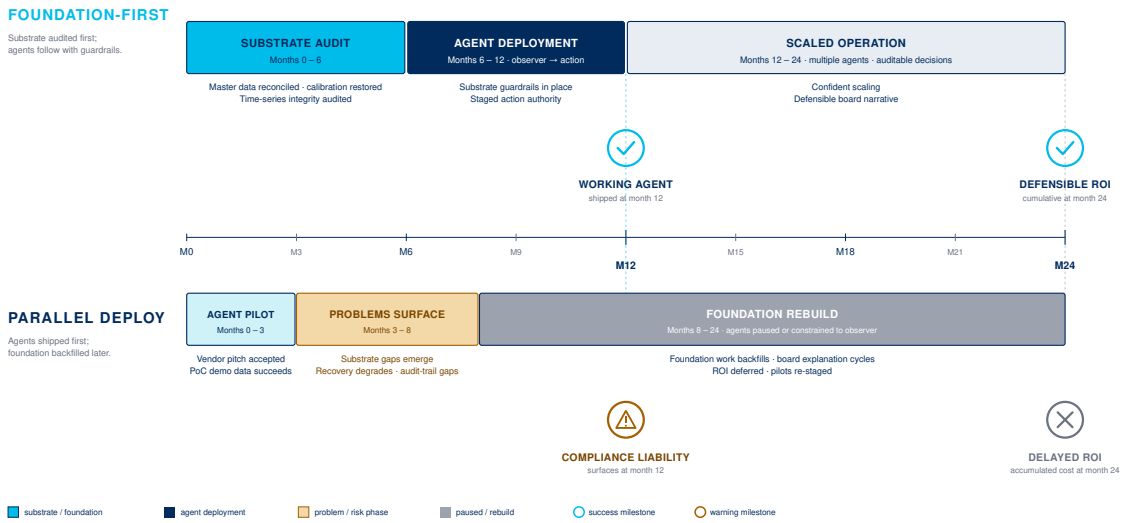 FOUNDATION-FIRST
Substrate audited first;
agents follow with guardrails.
SUBSTRATE AUDIT
Months 0 – 6
AGENT DEPLOYMENT
Months 6 – 12 · observer → action
SCALED OPERATION
Months 12 – 24 · multiple agents · auditable decisions
Master data reconciled · calibration restored
Time-series integrity audited
Substrate guardrails in place
Staged action authority
Confident scaling
Defensible board narrative
WORKING AGENT
shipped at month 12
DEFENSIBLE ROI
cumulative at month 24
M0
M3
M6
M9
M12
M15
M18
M21
M24
PARALLEL DEPLOY
Agents shipped first;
foundation backfilled later.
AGENT PILOT
Months 0 – 3
PROBLEMS SURFACE
Months 3 – 8
FOUNDATION REBUILD
Months 8 – 24 · agents paused or constrained to observer
Vendor pitch accepted
PoC demo data succeeds
Substrate gaps emerge
Recovery degrades · audit-trail gaps
Foundation work backfills · board explanation cycles
ROI deferred · pilots re-staged
COMPLIANCE LIABILITY
surfaces at month 12
DELAYED ROI
accumulated cost at month 24
substrate / foundation
agent deployment
problem / risk phase
paused / rebuild
success milestone
warning milestone